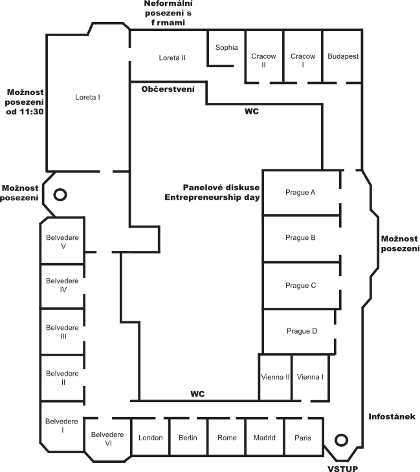 Neformální
posezení s
f rmami
Sophia
Loreta II
Cracow
II
Cracow
I
Budapest
Občerstvení
Loreta I
Možnost
posezení
od 11:30
WC
Možnost
posezení
Panelové diskuse
Entrepreneurship day
Prague A
Prague B
Možnost
posezení
Prague C
Prague D
Belvedere
V
Belvedere
IV
Belvedere
III
Belvedere
II
Belvedere
I
Vienna II
Vienna I
WC
Infostánek
Belvedere
VI
London
Berlin
Rome
Madrid
Paris
VSTUP